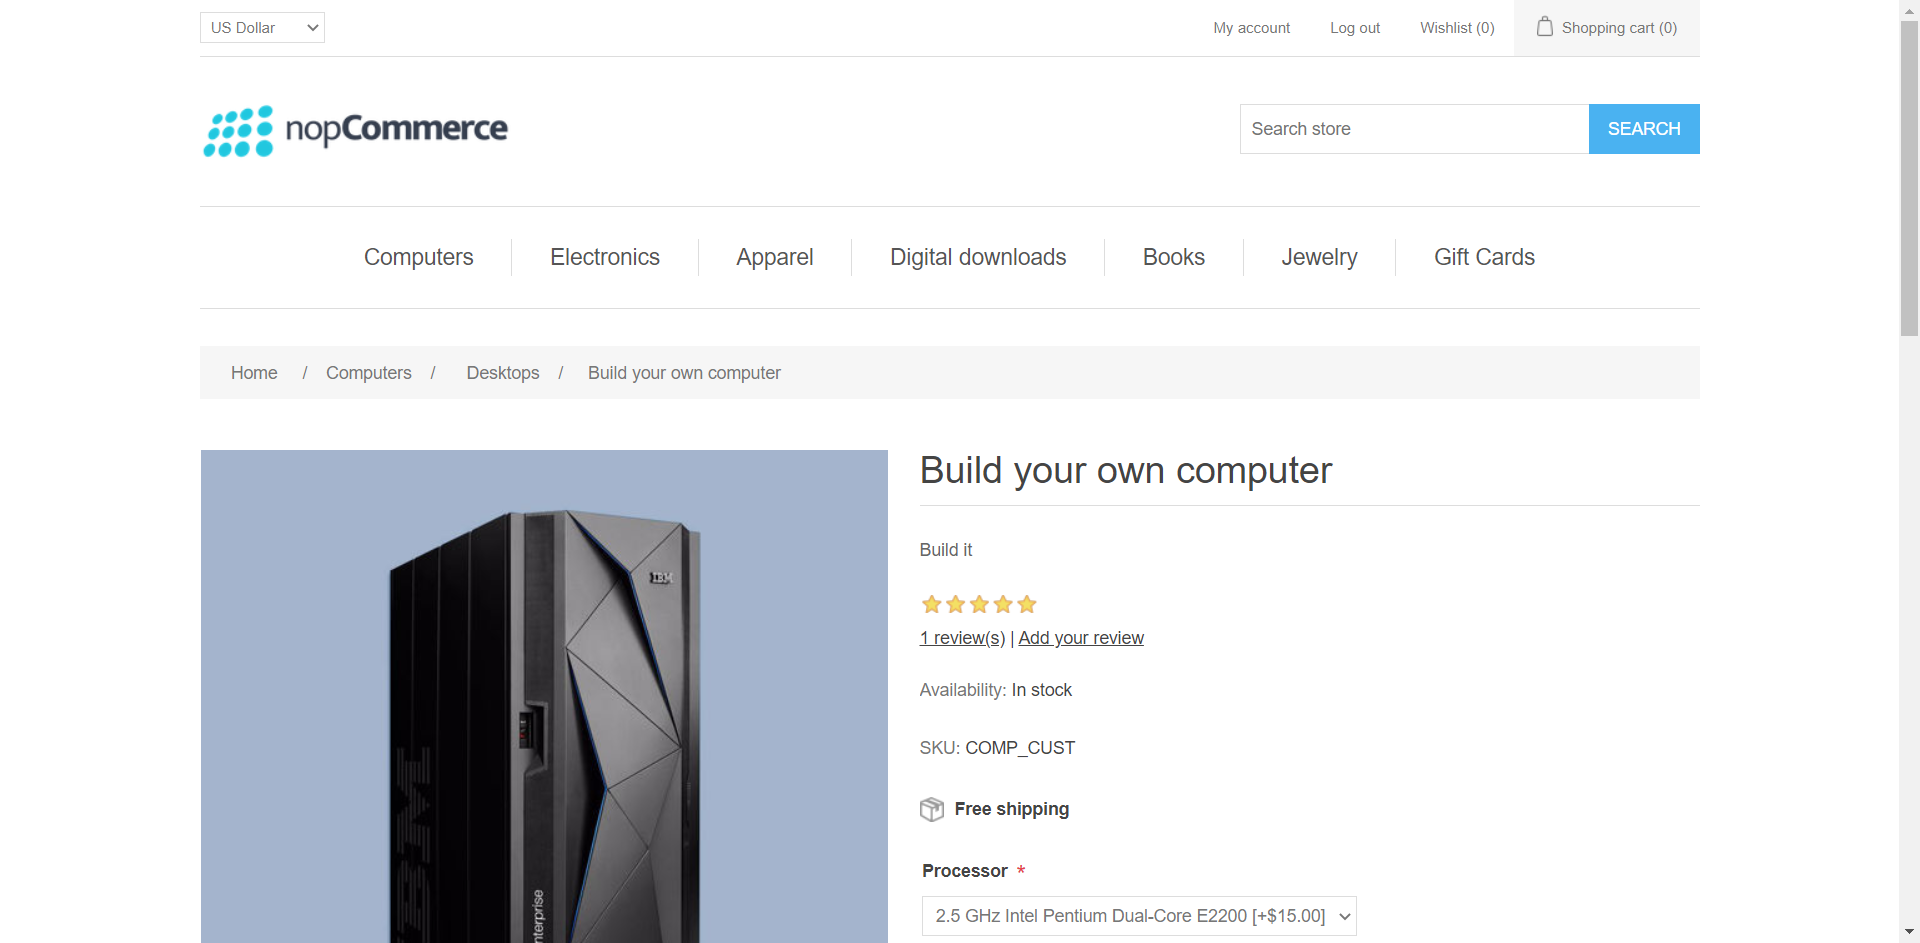 US Dollar
My account
Log out
Wishlist (0)
Shopping cart (0)
nopCommerce
Search store
SEARCH
Computers
Electronics
Apparel
Digital downloads
Books
Jewelry
Gift Cards
Home / Computers / Desktops / Build your own computer
IBM
IBM
nterprise
Build your own computer
Build it
1 review(s) | Add your review
Availability: In stock
SKU: COMP_CUST
Free shipping
Processor *
2.5 GHz Intel Pentium Dual-Core E2200 [+$15.00]